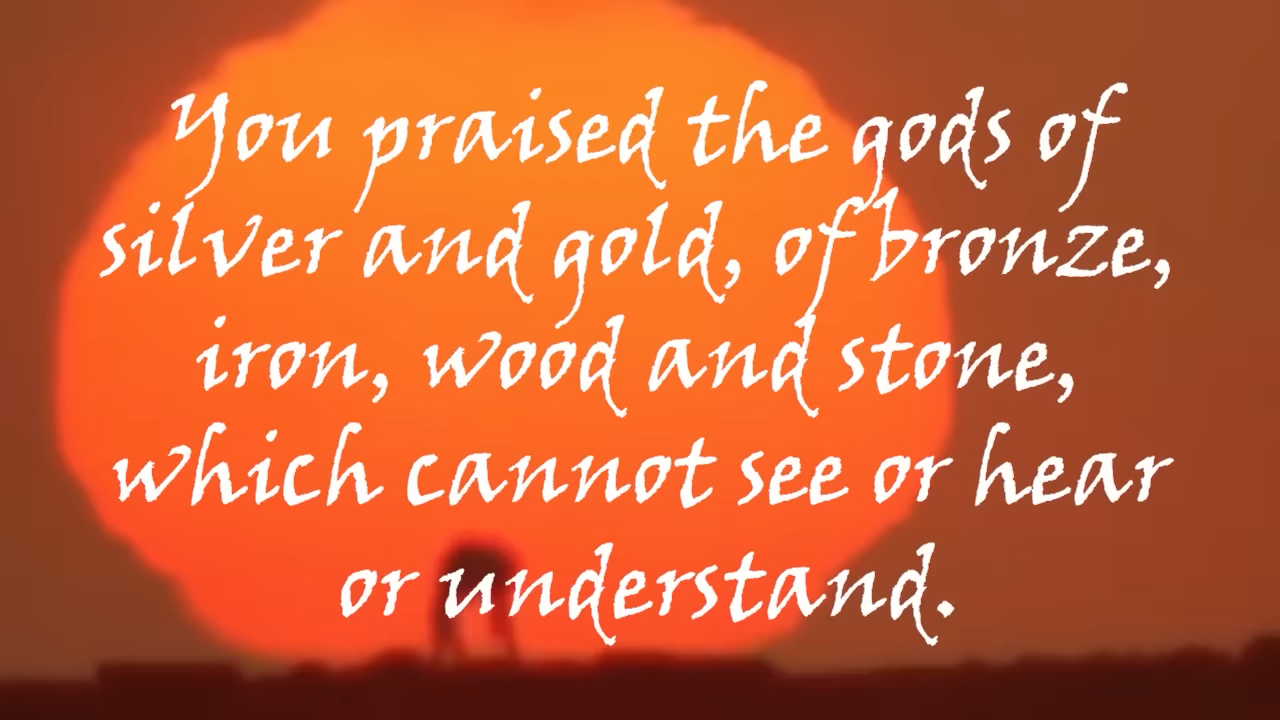 You praised the gods of
silver and gold, of bronze,
iron, wood and stone,
which cannot see or hear
or understand.